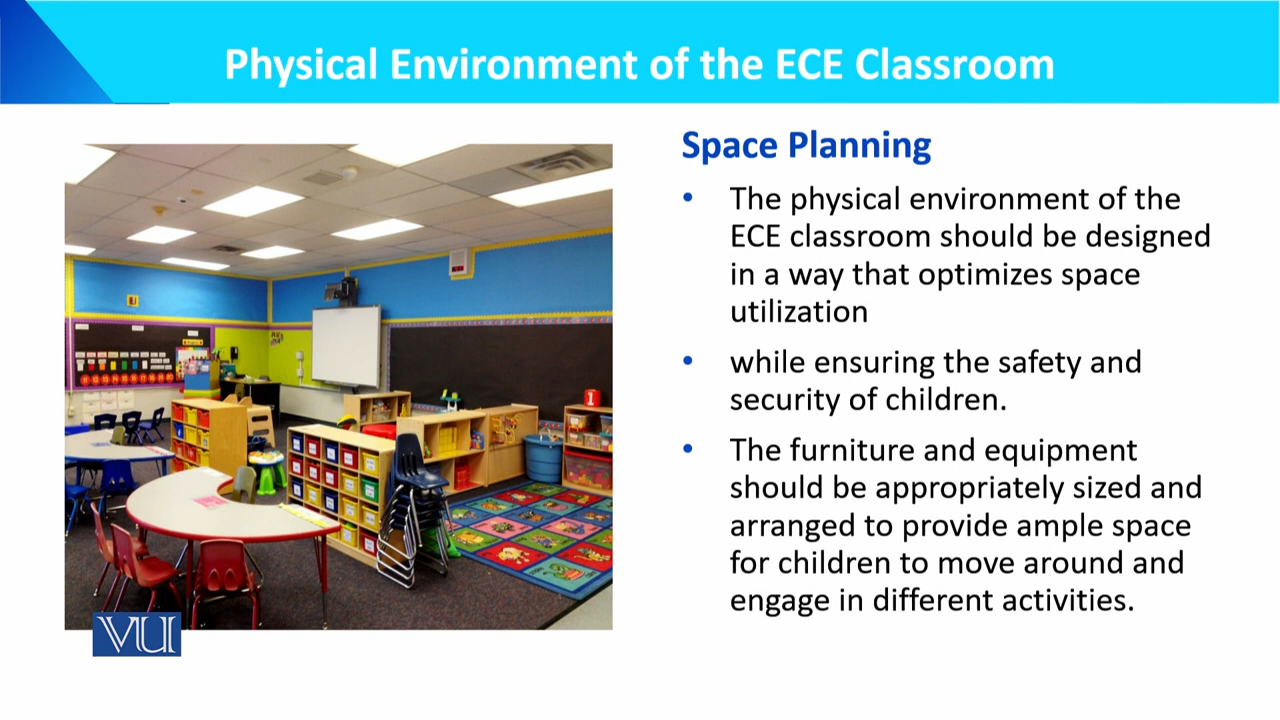 Physical Environment of the ECE Classroom
Space Planning
• The physical environment of the
ECE classroom should be designed
in a way that optimizes space
utilization
• while ensuring the safety and
security of children.
• The furniture and equipment
should be appropriately sized and
arranged to provide ample space
for children to move around and
engage in different activities.
1
VU